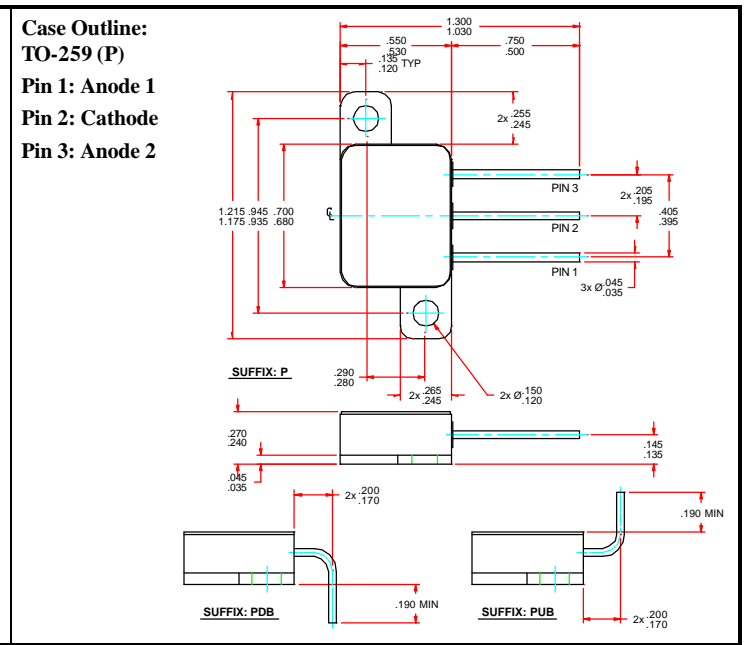 Case Outline:
TO-259 (P)
Pin 1: Anode 1
Pin 2: Cathode
Pin 3: Anode 2
1.300
1.030
.550
.530
.750
.500
.135
.120 TYP
2x .255
.245
PIN 3
2x .205
.195
1.215 .945 .700
1.175 .935 .680
℄
PIN 2
.405
.395
PIN 1
3x Ø .045
.035
SUFFIX: P
.290
.280
2x .265
.245
2x Ø .150
.120
.270
.240
.145
.135
.045
.035
2x .200
.170
.190 MIN
.190 MIN
SUFFIX: PDB
SUFFIX: PUB
2x .200
.170